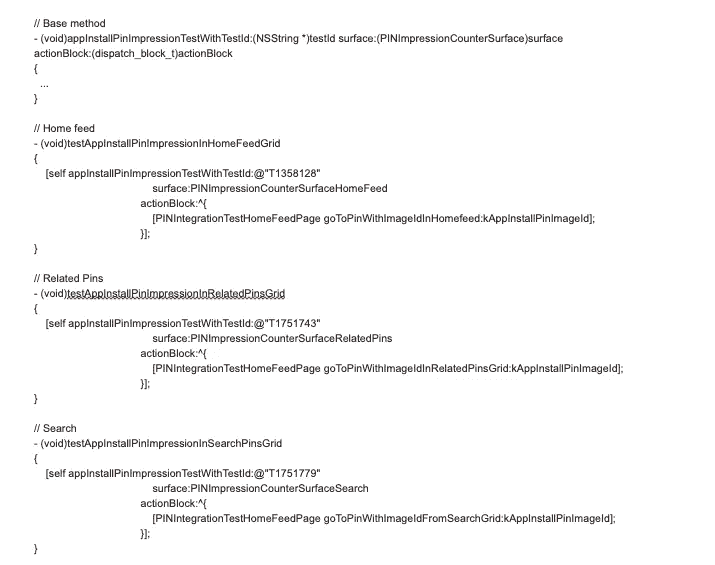 // Base method
- (void)appInstallPinImpressionTestWithTestId:(NSString *)testId surface:(PINImpressionCounterSurface)surface
actionBlock:(dispatch_block_t)actionBlock
{
...
}
// Home feed
- (void)testAppInstallPinImpressionInHomeFeedGrid
{
[self appInstallPinImpressionTestWithTestId:@"T1358128"
surface:PINImpressionCounterSurfaceHomeFeed
actionBlock:^{
[PINIntegrationTestHomeFeedPage goToPinWithImageIdInHomefeed:kAppInstallPinImageId];
}];
}
// Related Pins
- (void)testAppInstallPinImpressionInRelatedPinsGrid
{
[self appInstallPinImpressionTestWithTestId:@"T1751743"
surface:PINImpressionCounterSurfaceRelatedPins
actionBlock:^{
[PINIntegrationTestHomeFeedPage goToPinWithImageIdInRelatedPinsGrid:kAppInstallPinImageId];
}];
}
// Search
- (void)testAppInstallPinImpressionInSearchPinsGrid
{
[self appInstallPinImpressionTestWithTestId:@"T1751779"
surface:PINImpressionCounterSurfaceSearch
actionBlock:^{
[PINIntegrationTestHomeFeedPage goToPinWithImageIdFromSearchGrid:kAppInstallPinImageId];
}];
}